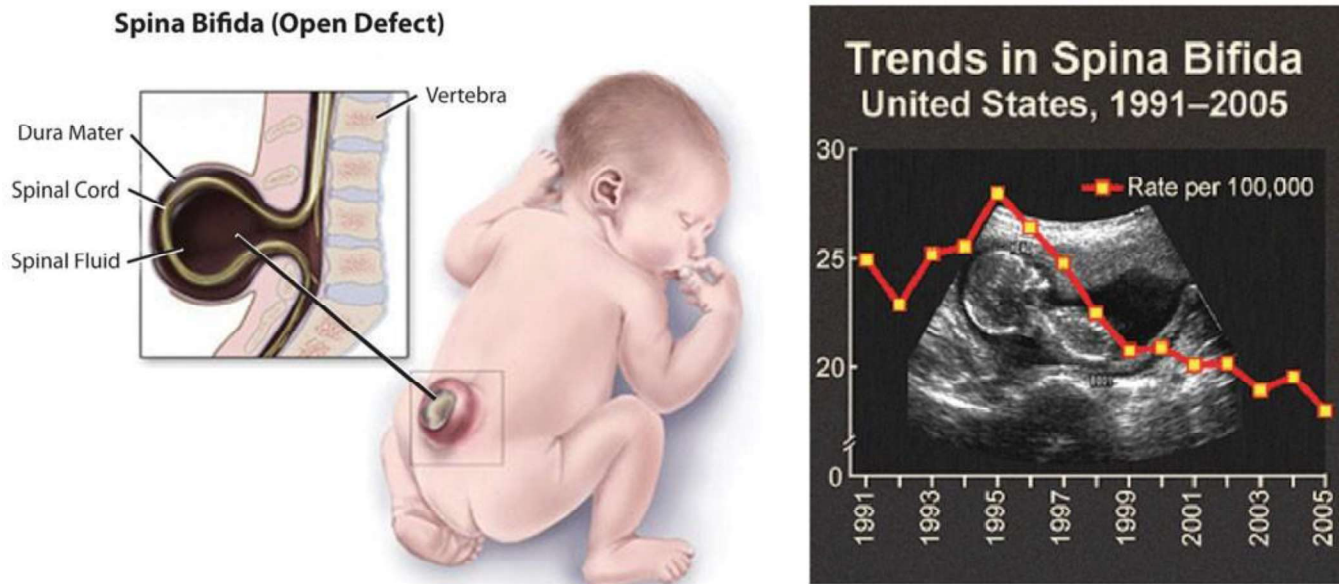 Spina Bifida (Open Defect)
Vertebra
Dura Mater
Spinal Cord
Spinal Fluid
Trends in Spina Bifida
United States, 1991–2005
30
Rate per 100,000
25
20
0
1991
1993
1995
1997
1999
2001
2003
2005